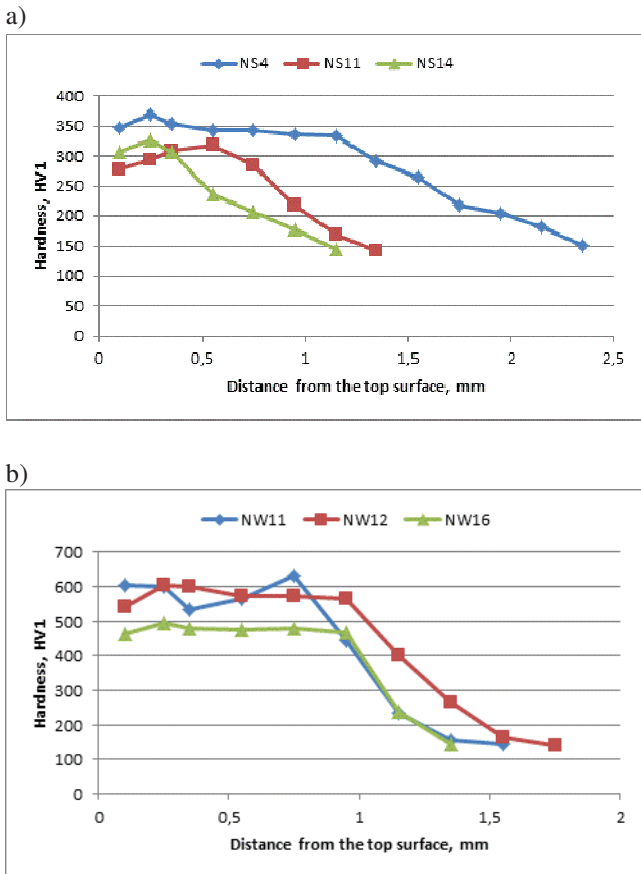 a)
NS4 NS11 NS14
400
350
300
250
200
150
100
50
0
Hardness, HV1
0 0,5 1 1,5 2 2,5
Distance from the top surface, mm
b)
NW11 NW12 NW16
700
600
500
400
300
200
100
0
Hardness, HV1
0 0,5 1 1,5 2
Distance from the top surface, mm